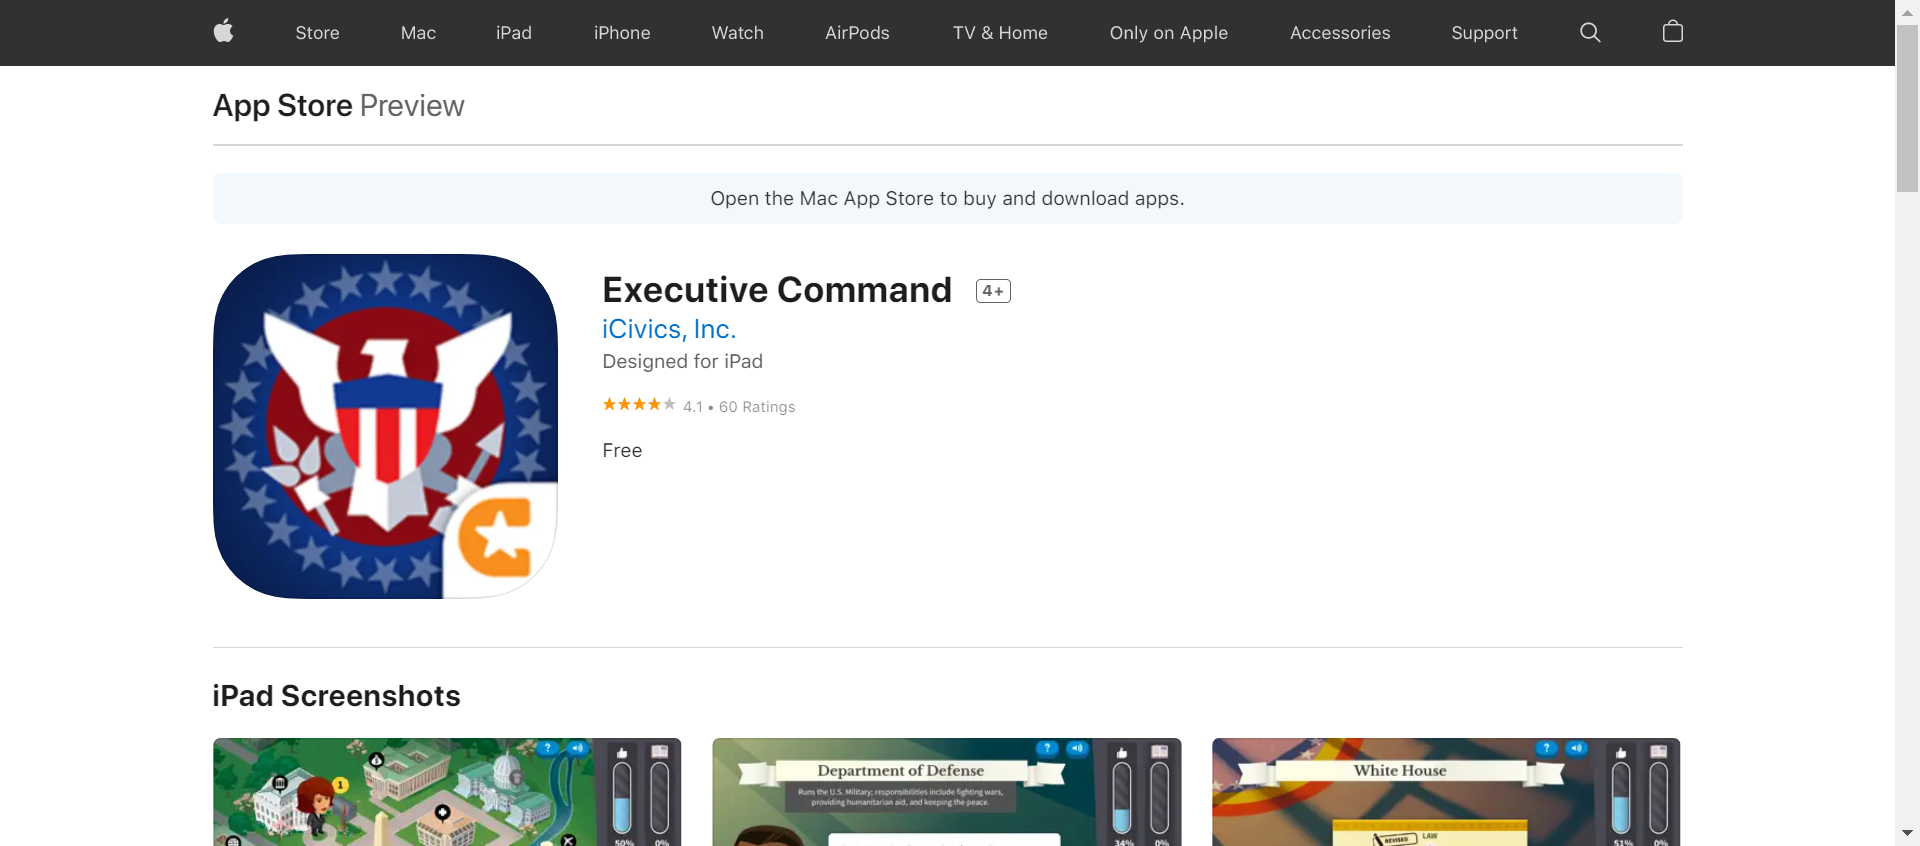 Store Mac iPad iPhone Watch AirPods TV & Home Only on Apple Accessories Support
App Store Preview
Open the Mac App Store to buy and download apps.
Executive Command 4+
iCivics, Inc.
Designed for iPad
4.1 • 60 Ratings
Free
iPad Screenshots
?
1
50% 0%
?
Department of Defense
Runs the U.S. Military; responsibilities include fighting wars,
providing humanitarian aid, and keeping the peace.
34% 0%
?
White House
REVISED LAW
51% 0%